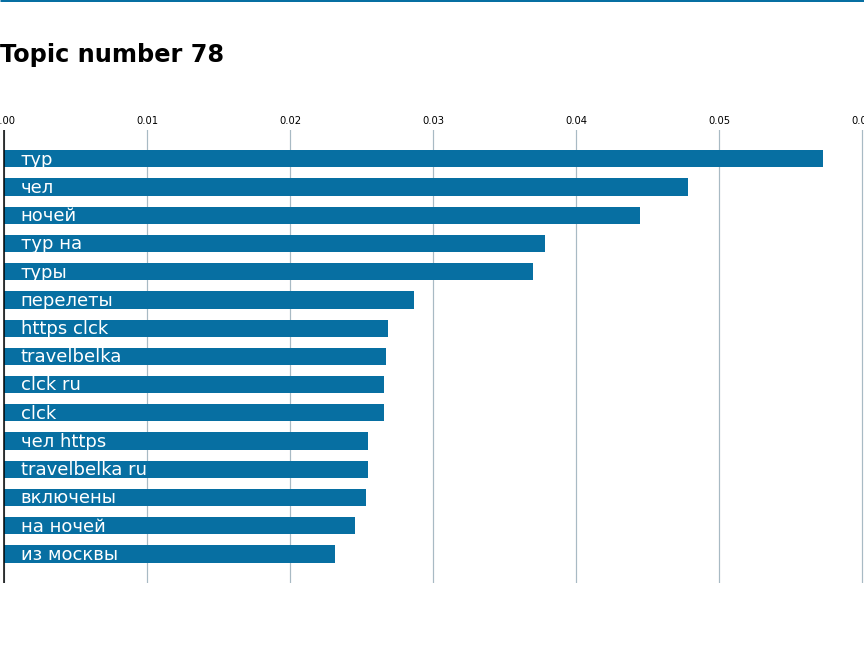 Topic number 78
.00 0.01 0.02 0.03 0.04 0.05 0.0
тур
чел
ночей
тур на
туры
перелеты
https clck
travelbelka
clck ru
clck
чел https
travelbelka ru
включены
на ночей
из москвы